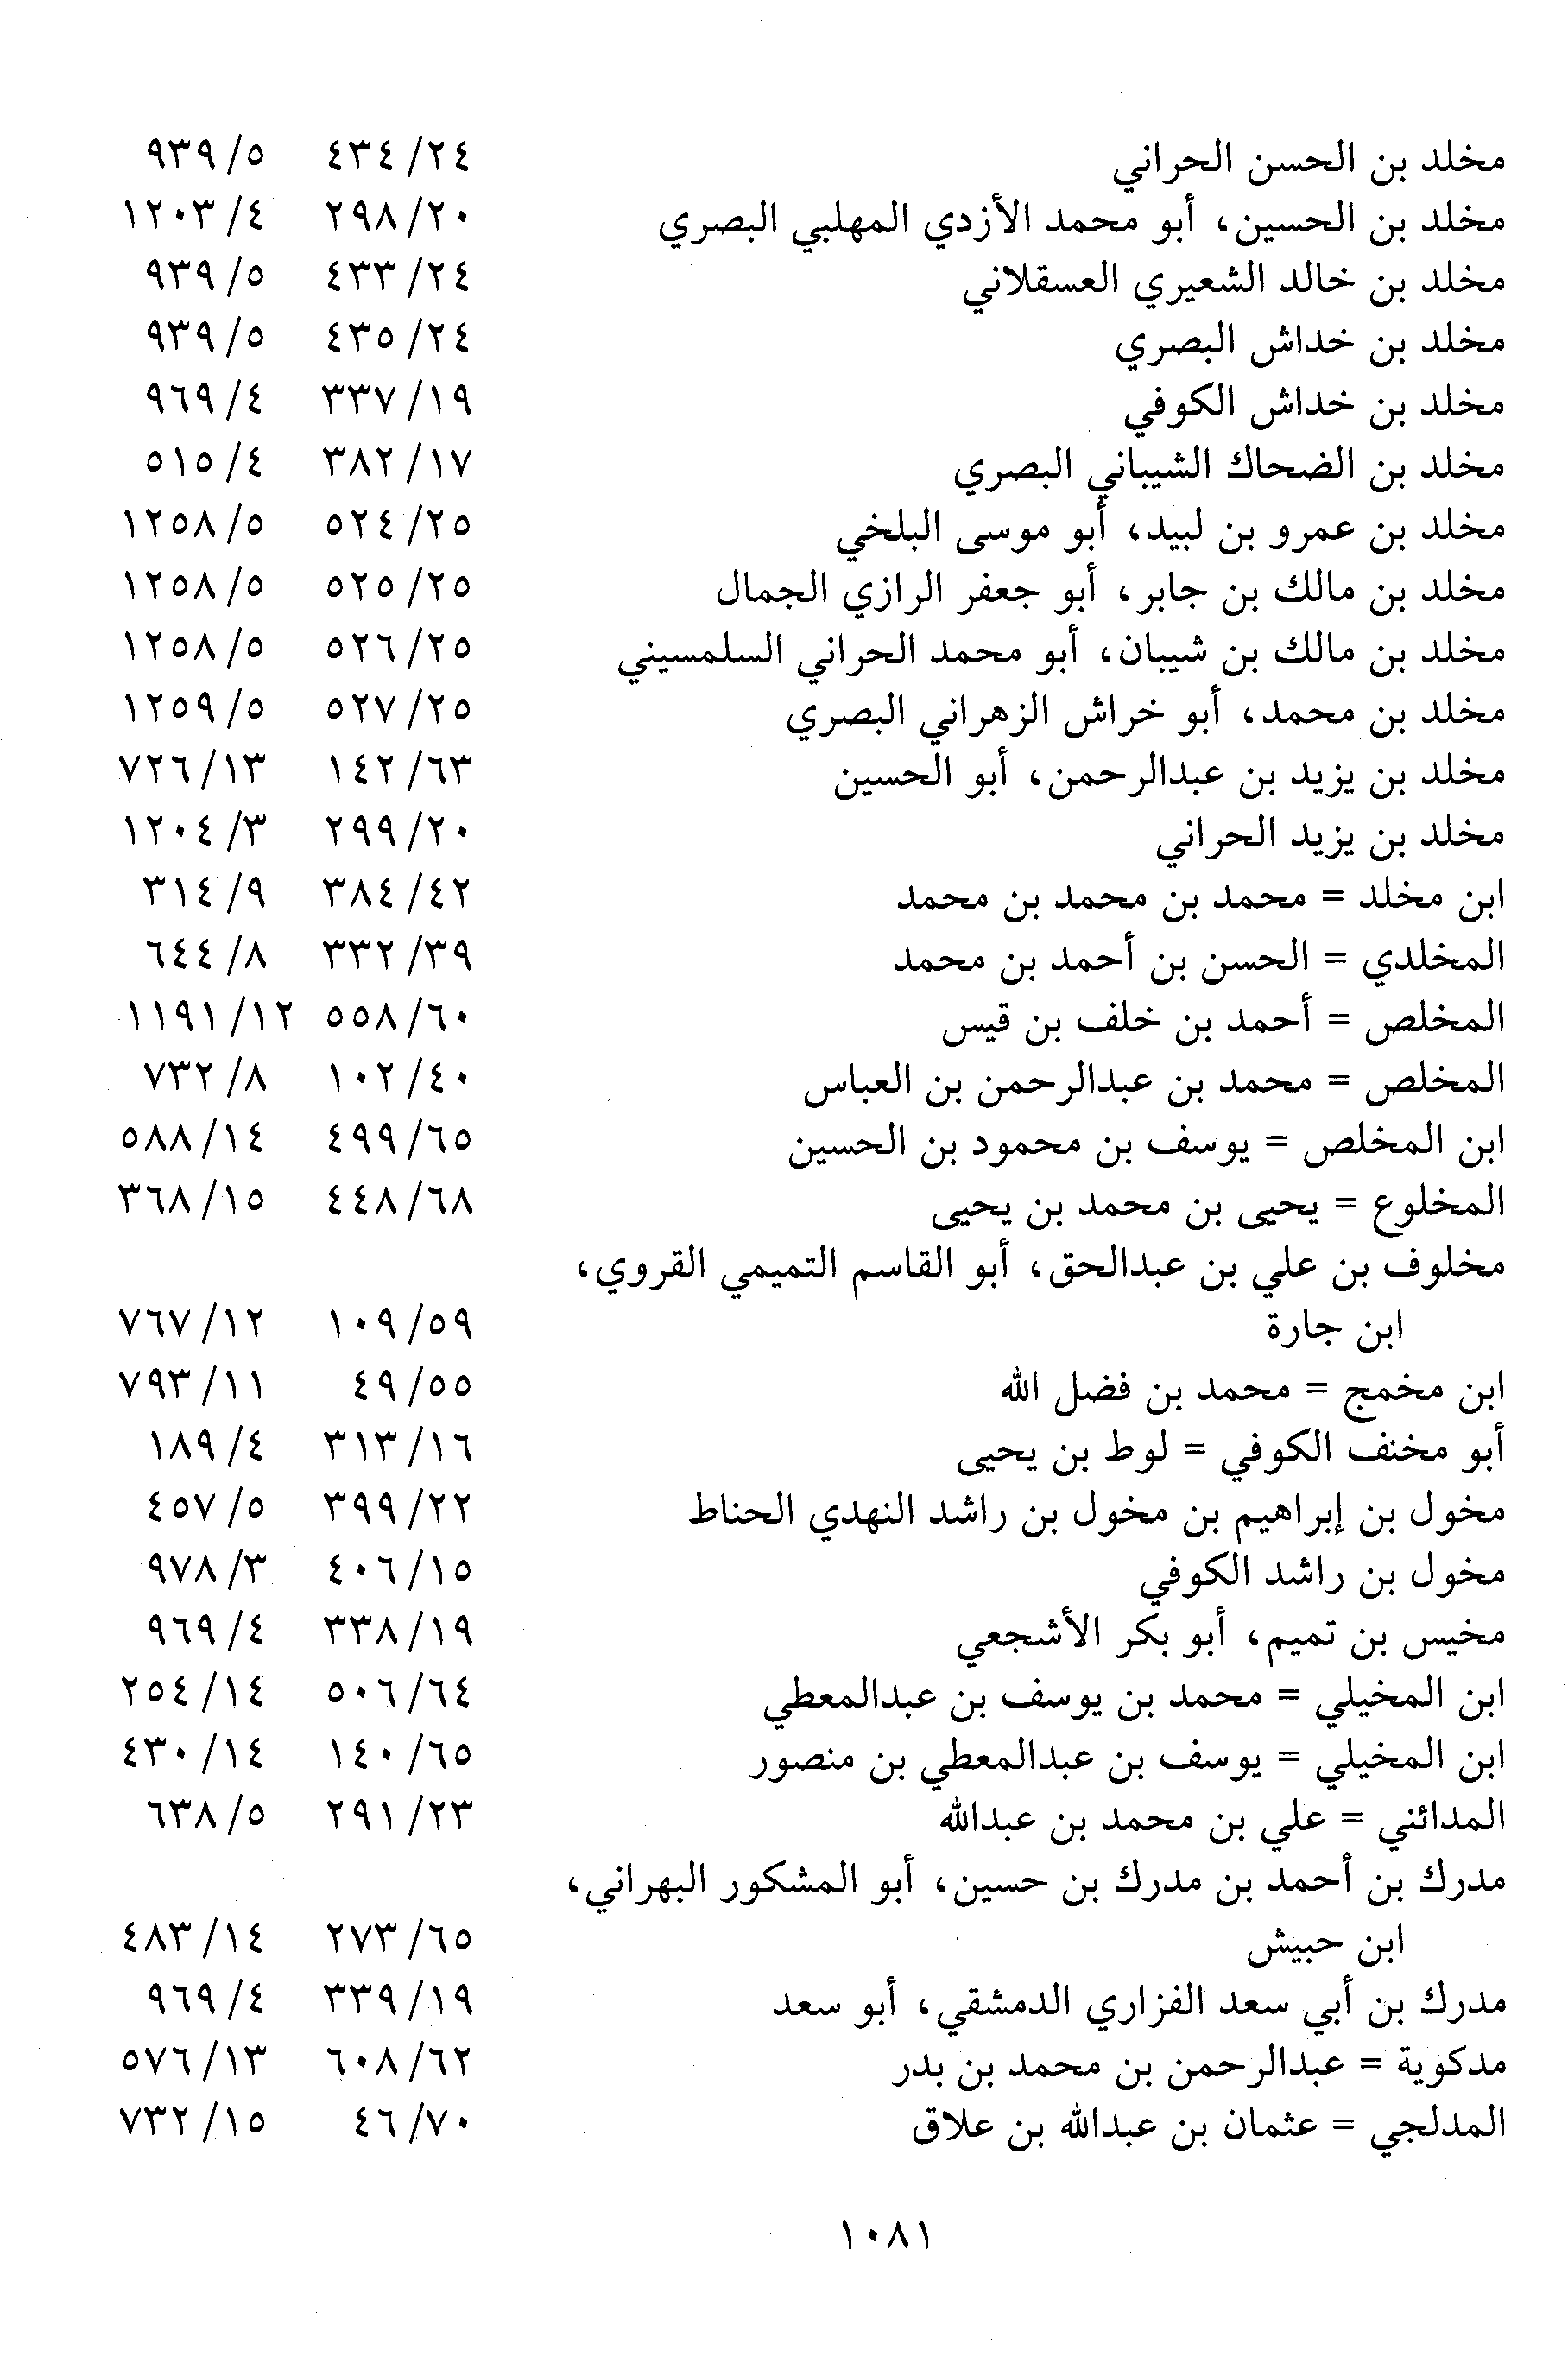 مخلد بن الحسن الحراني ٢٤/ ٤٣٤ ٥/ ٩٣٩
مخلد بن الحسين، أبو محمد الأزدي المهلبي البصري ٢٠/ ٢٩٨ ٤/ ١٢٠٣
مخلد بن خالد الشعيري العسقلاني ٢٤/ ٤٣٣ ٥/ ٩٣٩
مخلد بن خداش البصري ٢٤/ ٤٣٥ ٥/ ٩٣٩
مخلد بن خداش الكوفي ١٩/ ٣٣٧ ٤/ ٩٦٩
مخلد بن الضحاك الشيباني البصري ١٧/ ٣٨٢ ٤/ ٥١٥
مخلد بن عمرو بن لبيد، أبو موسى البلخي ٢٥/ ٥٢٤ ٥/ ١٢٥٨
مخلد بن مالك بن جابر، أبو جعفر الرازي الجمال ٢٥/ ٥٢٥ ٥/ ١٢٥٨
مخلد بن مالك بن شيبان، أبو محمد الحراني السلمسيني ٢٥/ ٥٢٦ ٥/ ١٢٥٨
مخلد بن محمد، أبو خراش الزهراني البصري ٢٥/ ٥٢٧ ٥/ ١٢٥٩
مخلد بن يزيد بن عبدالرحمن، أبو الحسين ٦٣/ ١٤٢ ١٣/ ٧٢٦
مخلد بن يزيد الحراني ٢٠/ ٢٩٩ ٣/ ١٢٠٤
ابن مخلد = محمد بن محمد بن محمد ٤٢/ ٣٨٤ ٩/ ٣١٤
المخلدي = الحسن بن أحمد بن محمد ٣٩/ ٣٣٢ ٨/ ٦٤٤
المخلص = أحمد بن خلف بن قيس ٦٠/ ٥٥٨ ١٢/ ١١٩١
المخلص = محمد بن عبدالرحمن بن العباس ٤٠/ ١٠٢ ٨/ ٧٣٢
ابن المخلص = يوسف بن محمود بن الحسين ٦٥/ ٤٩٩ ١٤/ ٥٨٨
المخلوع = يحيى بن محمد بن يحيى ٦٨/ ٤٤٨ ١٥/ ٣٦٨
مخلوف بن علي بن عبدالحق، أبو القاسم التميمي القروي،
ابن جارة ٥٩/ ١٠٩ ١٢/ ٧٦٧
ابن مخمج = محمد بن فضل الله ٥٥/ ٤٩ ١١/ ٧٩٣
أبو مخنف الكوفي = لوط بن يحيى ١٦/ ٣١٣ ٤/ ١٨٩
مخول بن إبراهيم بن مخول بن راشد النهدي الحناط ٢٢/ ٣٩٩ ٥/ ٤٥٧
مخول بن راشد الكوفي ١٥/ ٤٠٦ ٣/ ٩٧٨
مخيس بن تميم، أبو بكر الأشجعي ١٩/ ٣٣٨ ٤/ ٩٦٩
ابن المخيلي = محمد بن يوسف بن عبدالمعطي ٦٤/ ٥٠٦ ١٤/ ٢٥٤
ابن المخيلي = يوسف بن عبدالمعطي بن منصور ٦٥/ ١٤٠ ١٤/ ٤٣٠
المدائني = علي بن محمد بن عبدالله ٢٣/ ٢٩١ ٥/ ٦٣٨
مدرك بن أحمد بن مدرك بن حسين، أبو المشكور البهراني،
ابن حبيش ٦٥/ ٢٧٣ ١٤/ ٤٨٣
مدرك بن أبي سعد الفزاري الدمشقي، أبو سعد ١٩/ ٣٣٩ ٤/ ٩٦٩
مدكوية = عبدالرحمن بن محمد بن بدر ٦٢/ ٦٠٨ ١٣/ ٥٧٦
المدلجي = عثمان بن عبدالله بن علاق ٧٠/ ٤٦ ١٥/ ٧٣٢
١٠٨١